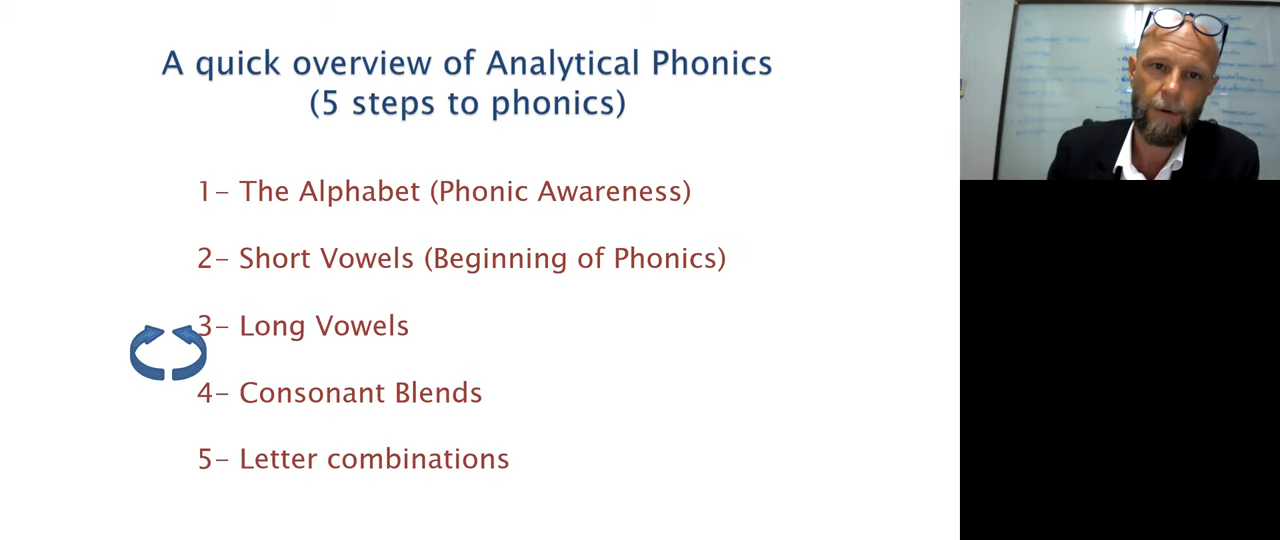 A quick overview of Analytical Phonics
(5 steps to phonics)
1- The Alphabet (Phonic Awareness)
2- Short Vowels (Beginning of Phonics)
3- Long Vowels
4- Consonant Blends
5- Letter combinations